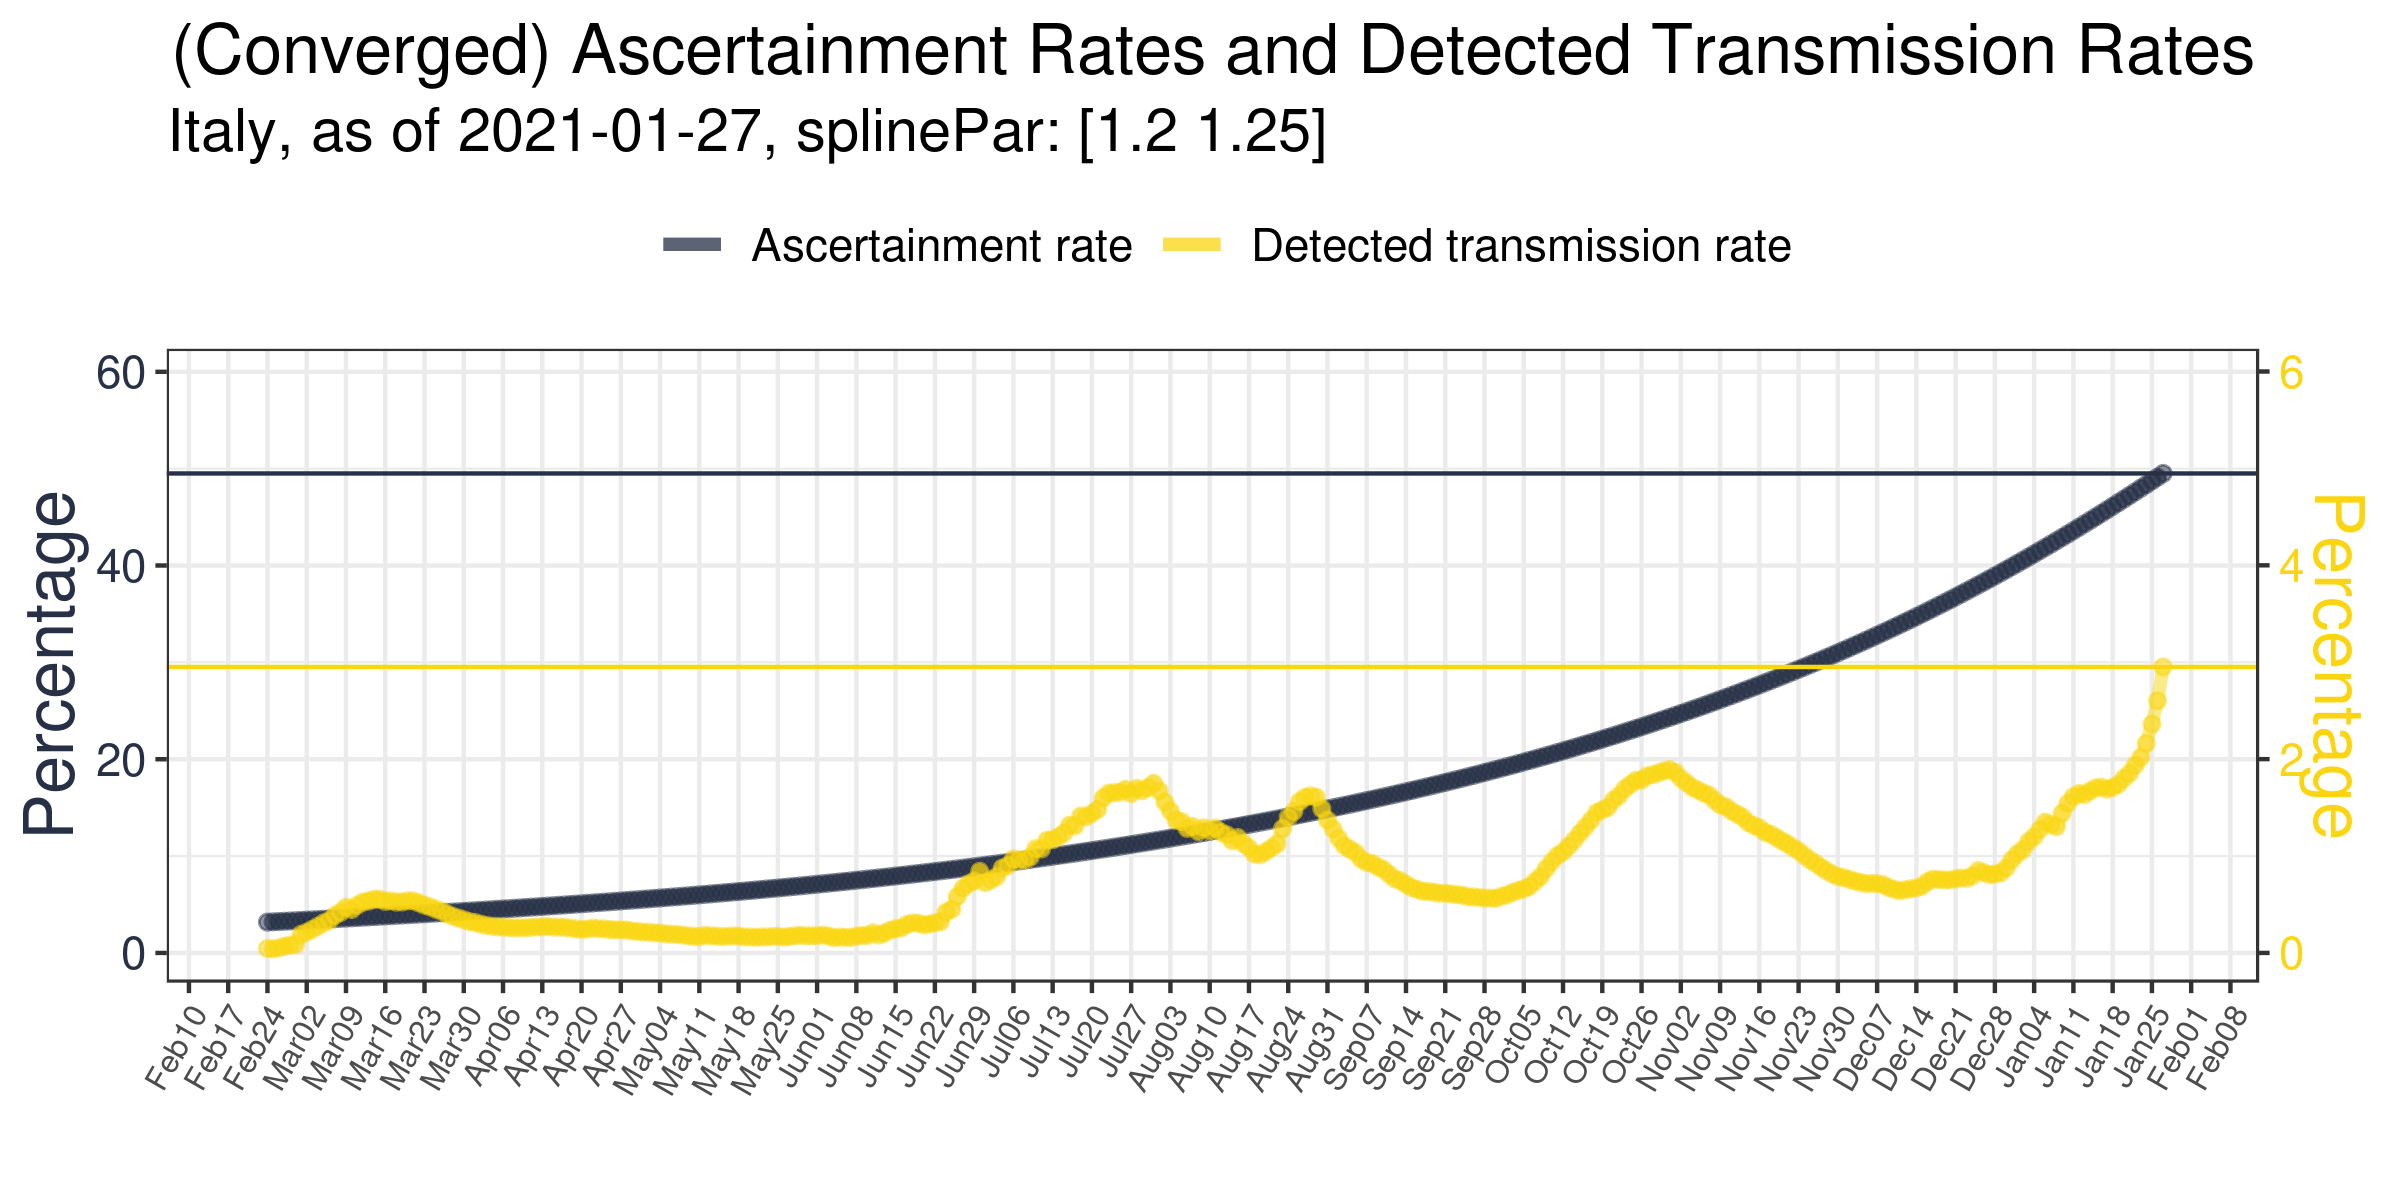 (Converged) Ascertainment Rates and Detected Transmission Rates
Italy, as of 2021-01-27, splinePar: [1.2 1.25]
Ascertainment rate Detected transmission rate
Percentage
60
40
20
0
6
4
2
0
Percentage
Feb10 Feb17 Feb24 Mar02 Mar09 Mar16 Mar23 Mar30 Apr06 Apr13 Apr20 Apr27 May04 May11 May18 May25 Jun01 Jun08 Jun15 Jun22 Jun29 Jul06 Jul13 Jul20 Jul27 Aug03 Aug10 Aug17 Aug24 Aug31 Sep07 Sep14 Sep21 Sep28 Oct05 Oct12 Oct19 Oct26 Nov02 Nov09 Nov16 Nov23 Nov30 Dec07 Dec14 Dec21 Dec28 Jan04 Jan11 Jan18 Jan25 Feb01 Feb08